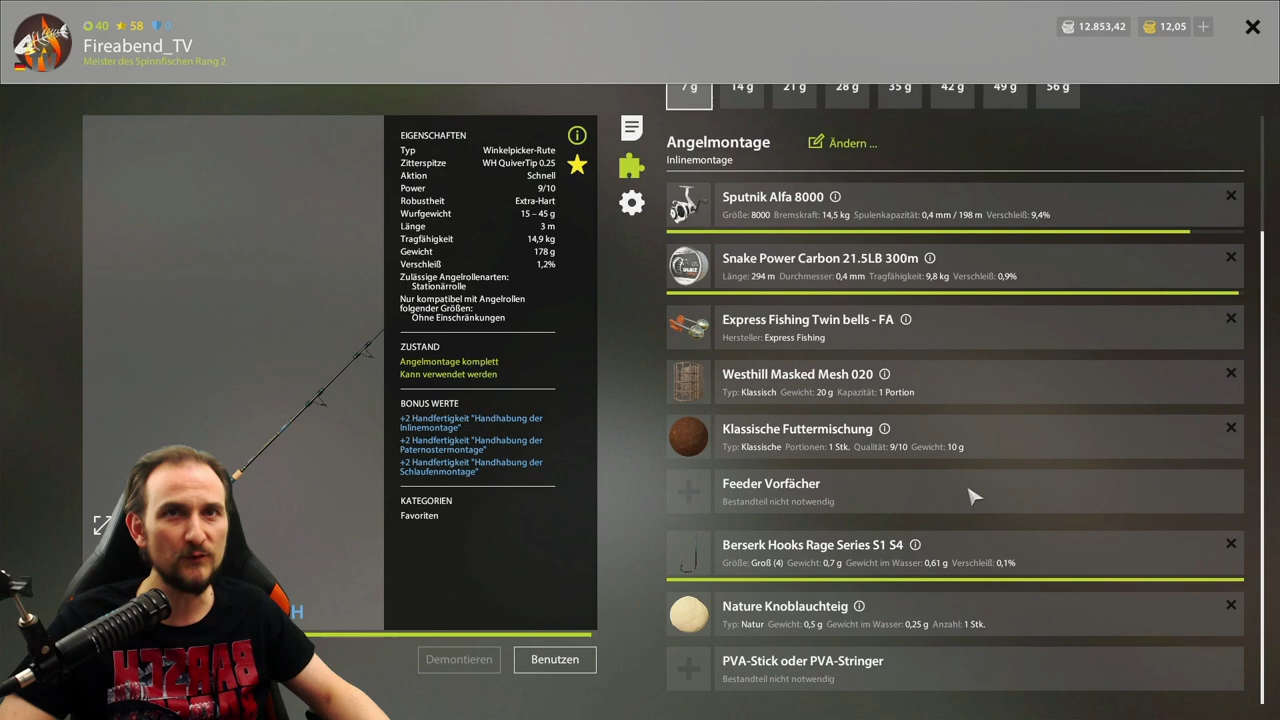 40 58 0
Fireabend_TV
Meister des Spinnfischen Rang 2
12.853,42 12,05
7 g 14 g 21 g 28 g 35 g 42 g 49 g 56 g
EIGENSCHAFTEN
Typ Winkelpicker-Rute
Zitterspitze WH QuiverTip 0.25
Aktion Schnell
Power 9/10
Robustheit Extra-Hart
Wurfgewicht 15 – 45 g
Länge 3 m
Tragfähigkeit 14,9 kg
Gewicht 178 g
Verschleiß 1,2%
Zulässige Angelrollenarten:
Stationärrolle
Nur kompatibel mit Angelrollen
folgender Größen:
Ohne Einschränkungen
ZUSTAND
Angelmontage komplett
Kann verwendet werden
BONUS WERTE
+2 Handfertigkeit "Handhabung der
Inlinemontage"
+2 Handfertigkeit "Handhabung der
Paternostermontage"
+2 Handfertigkeit "Handhabung der
Schlaufenmontage"
KATEGORIEN
Favoriten
H
Demontieren Benutzen
Angelmontage Ändern ...
Inlinemontage
Sputnik Alfa 8000
Größe: 8000 Bremskraft: 14,5 kg Spulenkapazität: 0,4 mm / 198 m Verschleiß: 9,4%
Snake Power Carbon 21.5LB 300m
Länge: 294 m Durchmesser: 0,4 mm Tragfähigkeit: 9,8 kg Verschleiß: 0,9%
Express Fishing Twin bells - FA
Hersteller: Express Fishing
Westhill Masked Mesh 020
Typ: Klassisch Gewicht: 20 g Kapazität: 1 Portion
Klassische Futtermischung
Typ: Klassische Portionen: 1 Stk. Qualität: 9/10 Gewicht: 10 g
Feeder Vorfächer
Bestandteil nicht notwendig
Berserk Hooks Rage Series S1 S4
Größe: Groß (4) Gewicht: 0,7 g Gewicht im Wasser: 0,61 g Verschleiß: 0,1%
Nature Knoblauchteig
Typ: Natur Gewicht: 0,5 g Gewicht im Wasser: 0,25 g Anzahl: 1 Stk.
PVA-Stick oder PVA-Stringer
Bestandteil nicht notwendig